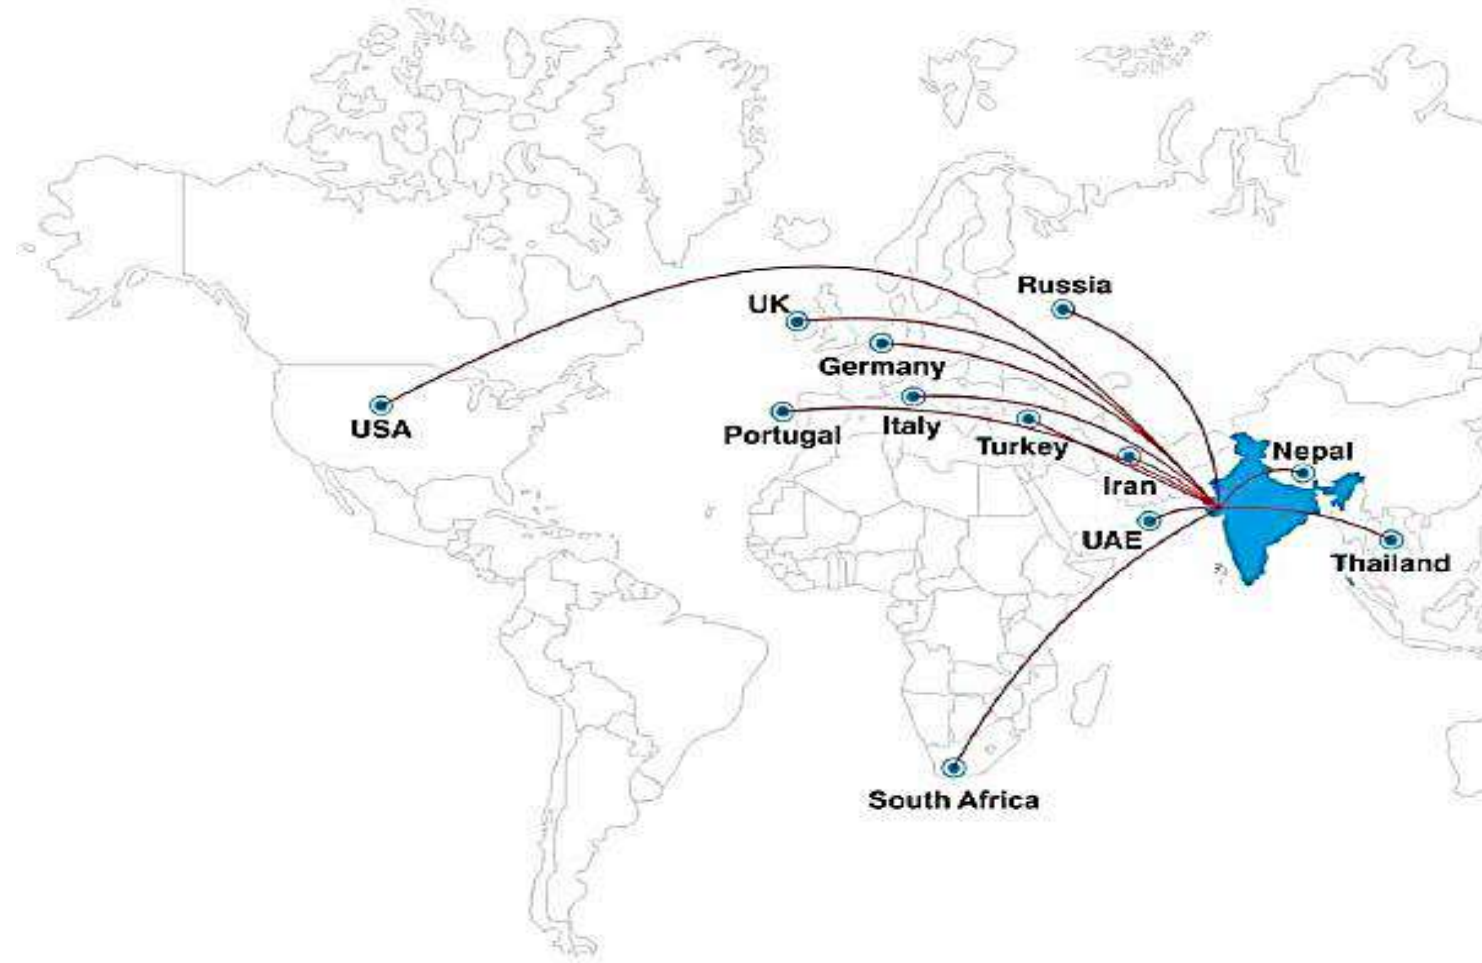 Russia
UK
Germany
USA
Portugal
Italy
Turkey
Nepal
Iran
UAE
Thailand
South Africa